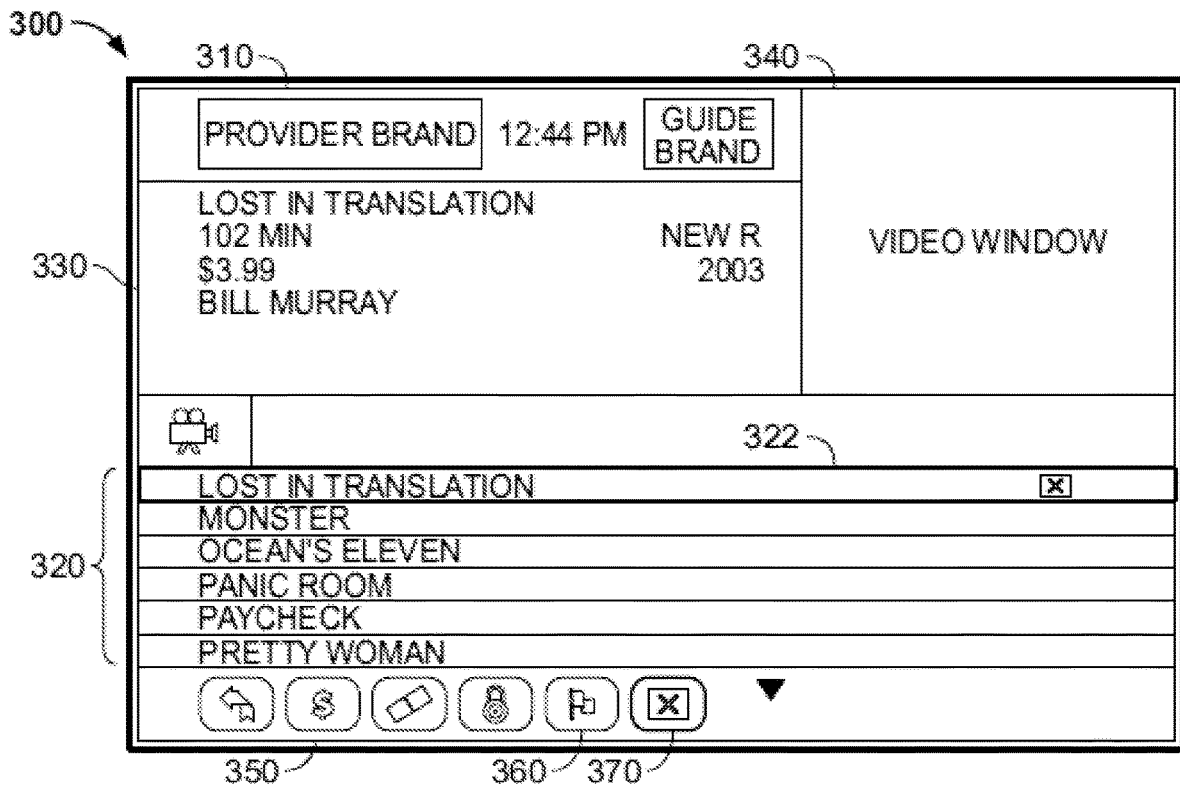 300
310
340
PROVIDER BRAND
12:44 PM
GUIDE
BRAND
LOST IN TRANSLATION
102 MIN
NEW R
$3.99
2003
BILL MURRAY
VIDEO WINDOW
330
322
LOST IN TRANSLATION
MONSTER
OCEAN'S ELEVEN
PANIC ROOM
PAYCHECK
PRETTY WOMAN
320
$
350
360
370